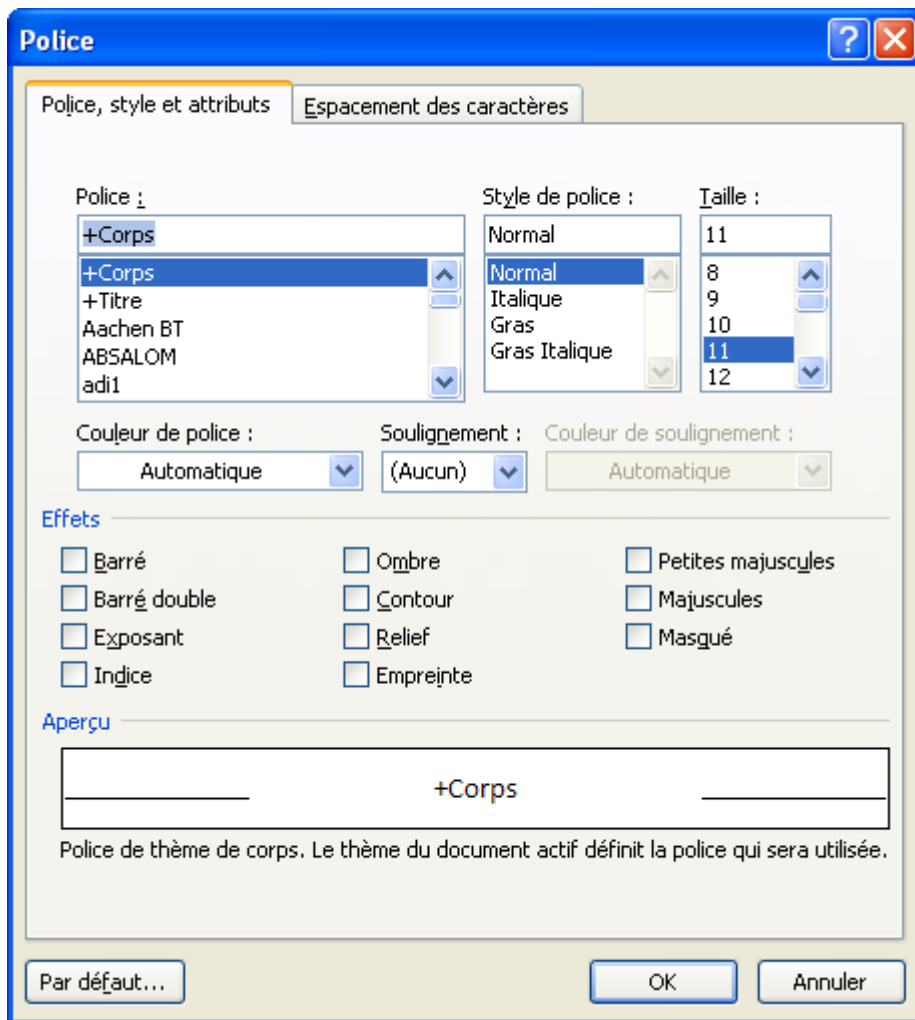 Police
Police, style et attributs
Espacement des caractères
Police :
Style de police :
Taille :
+Corps
Normal
11
+Corps
+Titre
Aachen BT
ABSALOM
adi1
Normal
Italique
Gras
Gras Italique
8
9
10
11
12
Couleur de police :
Soulignement :
Couleur de soulignement :
Automatique
(Aucun)
Automatique
Effets
Barré
Ombre
Petites majuscules
Barré double
Contour
Majuscules
Exposant
Relief
Masqué
Indice
Empreinte
Aperçu
+Corps
Police de thème de corps. Le thème du document actif définit la police qui sera utilisée.
Par défaut...
OK
Annuler